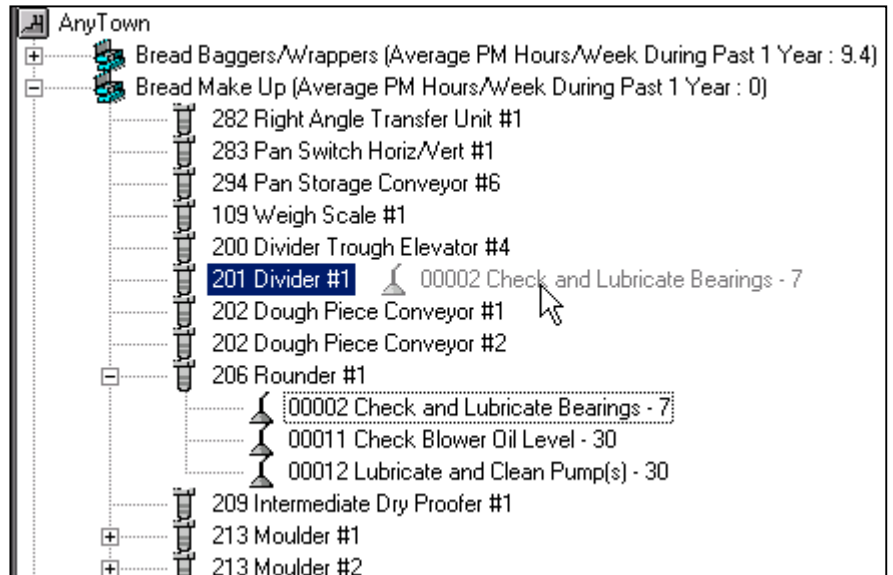 AnyTown
Bread Baggers/Wrappers (Average PM Hours/Week During Past 1 Year : 9.4)
Bread Make Up (Average PM Hours/Week During Past 1 Year : 0)
282 Right Angle Transfer Unit #1
283 Pan Switch Horiz/Vert #1
294 Pan Storage Conveyor #6
109 Weigh Scale #1
200 Divider Trough Elevator #4
201 Divider #1 00002 Check and Lubricate Bearings - 7
202 Dough Piece Conveyor #1
202 Dough Piece Conveyor #2
206 Rounder #1
00002 Check and Lubricate Bearings - 7
00011 Check Blower Oil Level - 30
00012 Lubricate and Clean Pump(s) - 30
209 Intermediate Dry Proofer #1
213 Moulder #1
213 Moulder #2